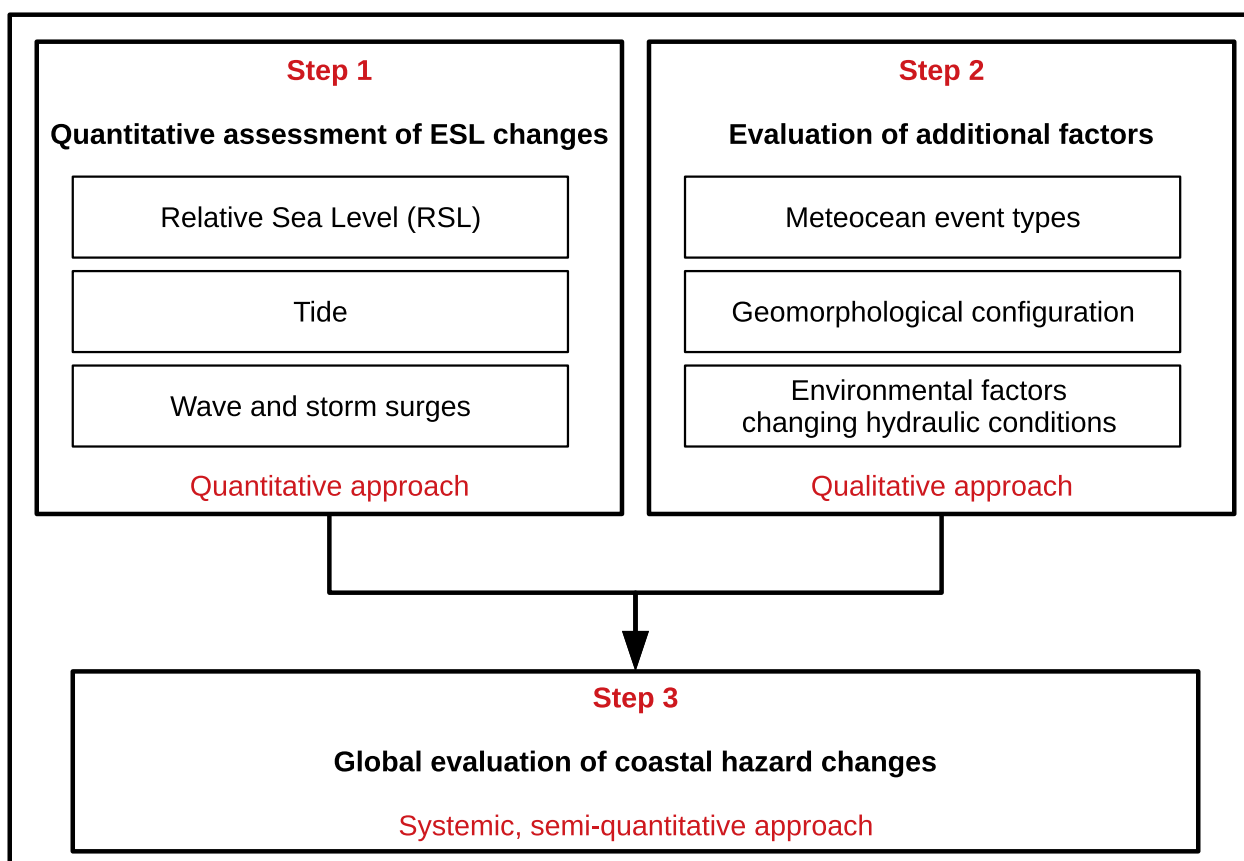 Step 1
Quantitative assessment of ESL changes
Relative Sea Level (RSL)
Tide
Wave and storm surges
Quantitative approach
Step 2
Evaluation of additional factors
Meteocean event types
Geomorphological configuration
Environmental factors
changing hydraulic conditions
Qualitative approach
Step 3
Global evaluation of coastal hazard changes
Systemic, semi-quantitative approach